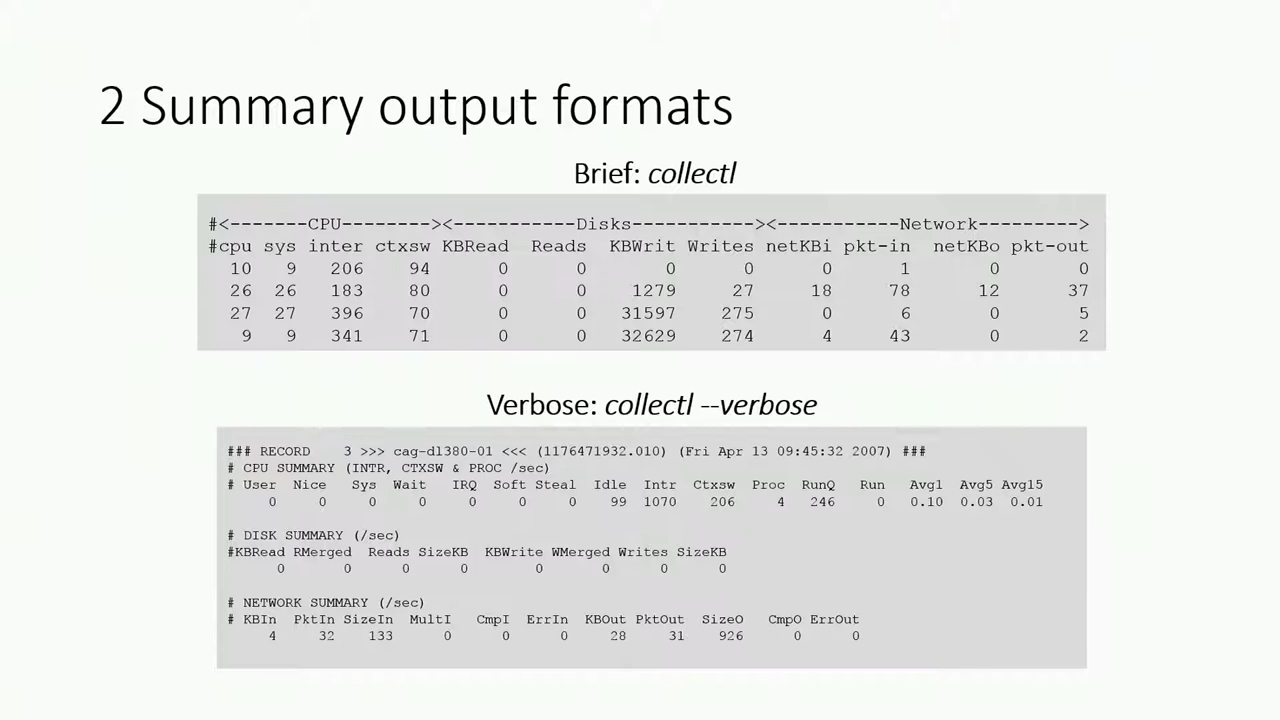 2 Summary output formats
Brief: collectl
#<-------CPU--------><-----------Disks-----------><-----------Network---------->
#cpu sys inter ctxsw KBRead Reads KBWrit Writes netKBi pkt-in netKBo pkt-out
10 9 206 94 0 0 0 0 0 1 0 0
26 26 183 80 0 0 1279 27 18 78 12 37
27 27 396 70 0 0 31597 275 0 6 0 5
9 9 341 71 0 0 32629 274 4 43 0 2
Verbose: collectl --verbose
### RECORD 3 >>> cag-dl380-01 <<< (1176471932.010) (Fri Apr 13 09:45:32 2007) ###
# CPU SUMMARY (INTR, CTXSW & PROC /sec)
# User Nice Sys Wait IRQ Soft Steal Idle Intr Ctxsw Proc RunQ Run Avg1 Avg5 Avg15
0 0 0 0 0 0 0 99 1070 206 4 246 0 0.10 0.03 0.01
# DISK SUMMARY (/sec)
#KBRead RMerged Reads SizeKB KBWrite WMerged Writes SizeKB
0 0 0 0 0 0 0 0
# NETWORK SUMMARY (/sec)
# KBIn PktIn SizeIn MultI CmpI ErrIn KBOut PktOut SizeO CmpO ErrOut
4 32 133 0 0 0 28 31 926 0 0